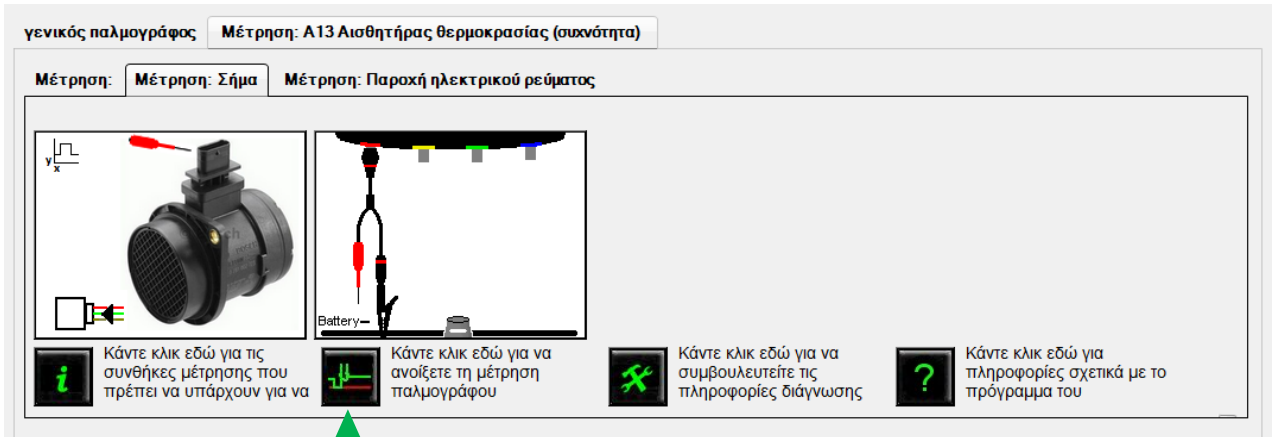 γενικός παλμογράφος Μέτρηση: A13 Αισθητήρας θερμοκρασίας (συχνότητα)
Μέτρηση: Μέτρηση: Σήμα Μέτρηση: Παροχή ηλεκτρικού ρεύματος
y
x
Battery–
i
Κάντε κλικ εδώ για τις
συνθήκες μέτρησης που
πρέπει να υπάρχουν για να
Κάντε κλικ εδώ για να
ανοίξετε τη μέτρηση
παλμογράφου
Κάντε κλικ εδώ για να
συμβουλευτείτε τις
πληροφορίες διάγνωσης
?
Κάντε κλικ εδώ για
πληροφορίες σχετικά με το
πρόγραμμα του